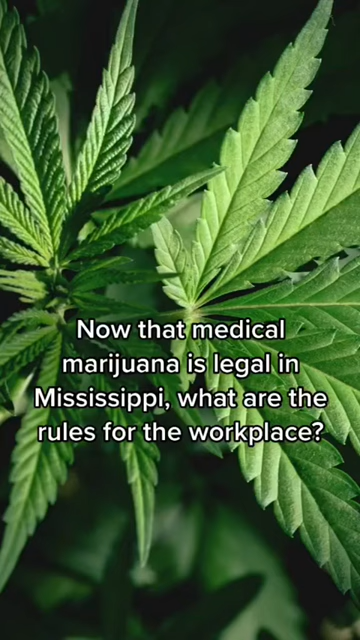 Now that medical
marijuana is legal in
Mississippi, what are the
rules for the workplace?